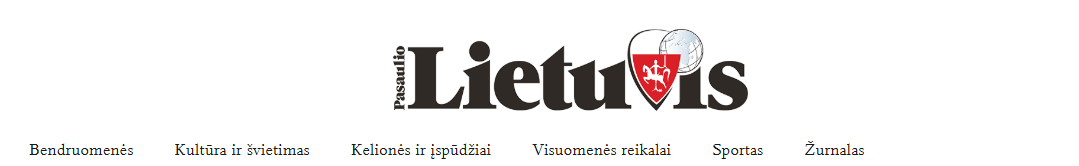 Pasaulio
Lietuvis
Bendruomenės Kultūra ir švietimas Kelionės ir įspūdžiai Visuomenės reikalai Sportas Žurnalas